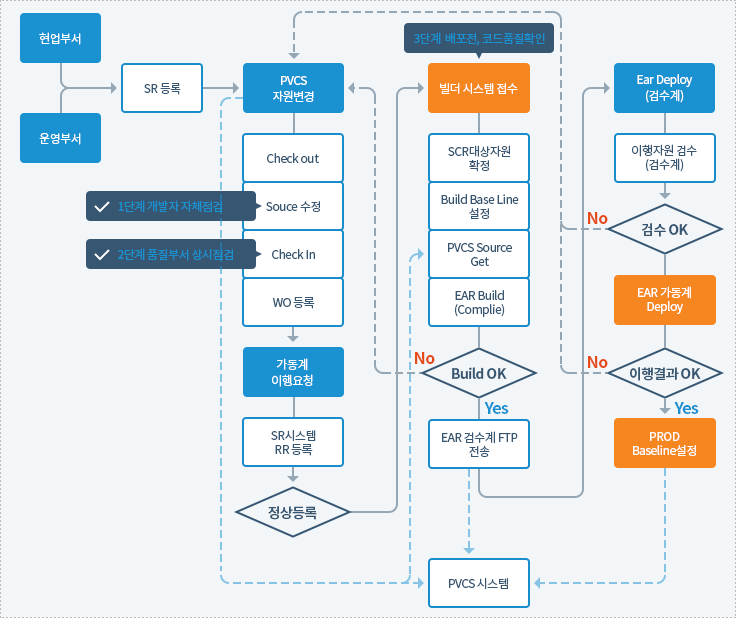 현업부서
운영부서
SR 등록
PVCS
자원변경
Check out
Souce 수정
Check In
WO 등록
1단계 개발자 자체점검
2단계 품질부서 상시점검
가동계
이행요청
SR시스템
RR 등록
정상등록
3단계 배포전, 코드품질확인
빌더 시스템 접수
SCR대상자원
확정
Build Base Line
설정
PVCS Source
Get
EAR Build
(Complie)
No
Build OK
Yes
EAR 검수계 FTP
전송
PVCS 시스템
Ear Deploy
(검수계)
이행자원 검수
(검수계)
No
검수 OK
EAR 가동계
Deploy
No
이행결과 OK
Yes
PROD
Baseline설정